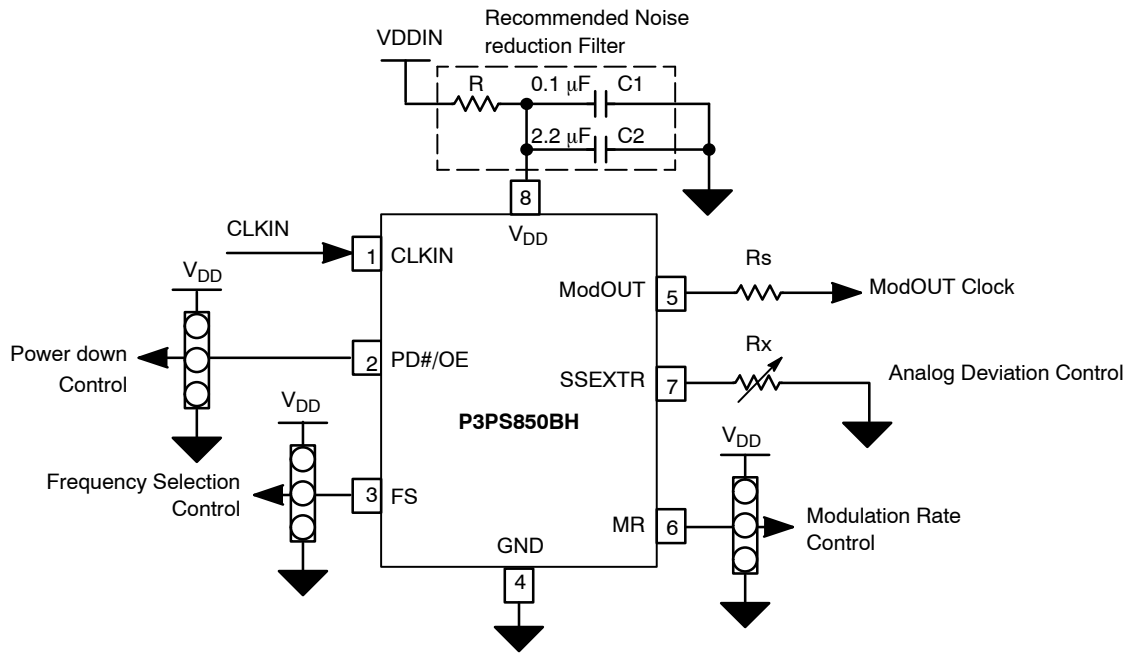 Recommended Noise
reduction Filter
VDDIN
R
0.1 μF
C1
2.2 μF
C2
8
VDD
CLKIN
1
CLKIN
VDD
Power down
Control
2
PD#/OE
VDD
Frequency Selection
Control
3
FS
P3PS850BH
GND
4
ModOUT
5
Rs
ModOUT Clock
SSEXTR
7
Rx
Analog Deviation Control
VDD
MR
6
Modulation Rate
Control